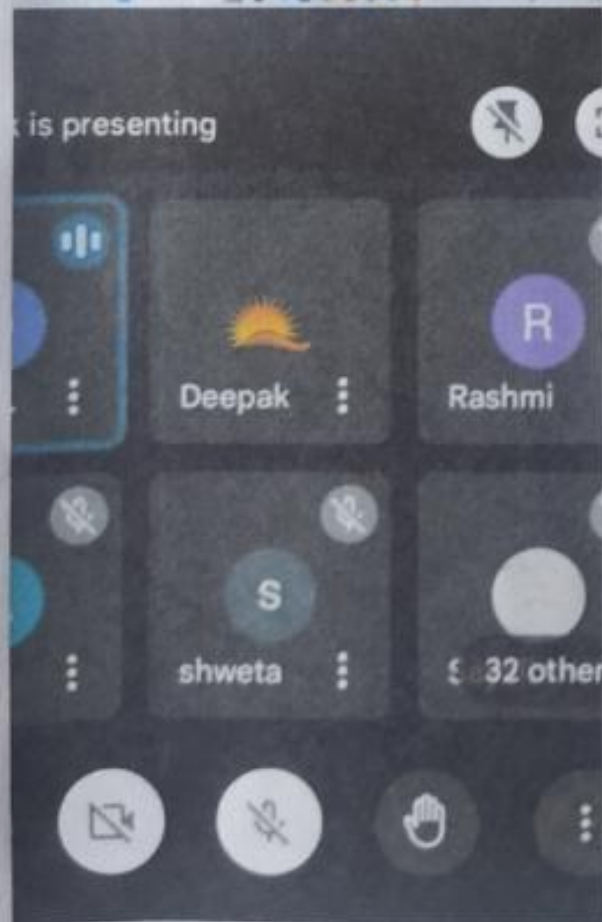 is presenting
R
Deepak
Rashmi
S
shweta
32 other